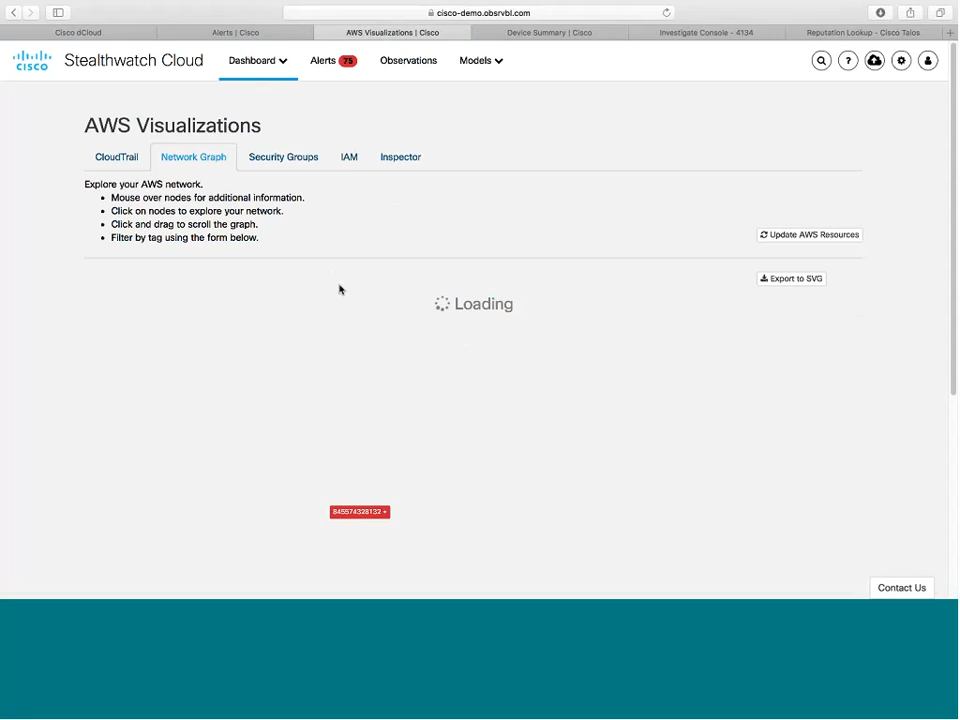 cisco-demo.obsrvbl.com
Cisco dCloud
Alerts | Cisco
AWS Visualizations | Cisco
Device Summary | Cisco
Investigate Console - 4134
Reputation Lookup - Cisco Talos
CISCO
Stealthwatch Cloud
Dashboard
Alerts 75
Observations
Models
AWS Visualizations
CloudTrail
Network Graph
Security Groups
IAM
Inspector
Explore your AWS network.
• Mouse over nodes for additional information.
• Click on nodes to explore your network.
• Click and drag to scroll the graph.
• Filter by tag using the form below.
Update AWS Resources
Export to SVG
Loading
845574328132 +
Contact Us